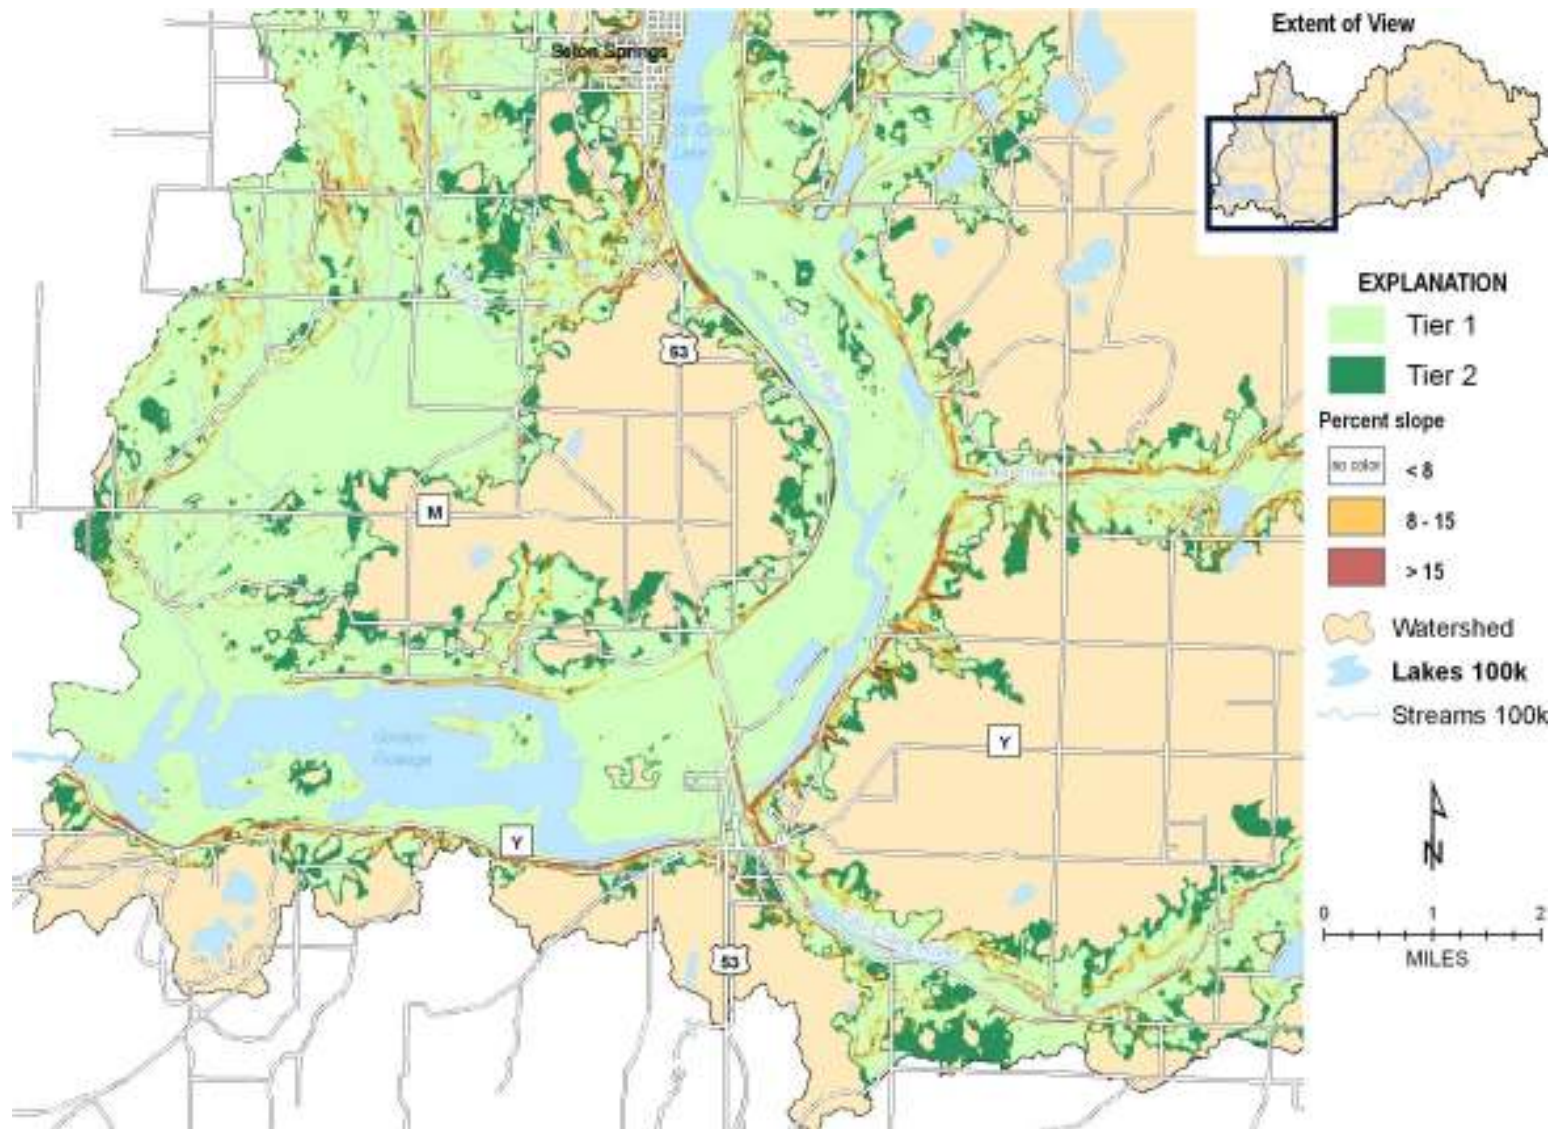 Solon Springs
Extent of View
EXPLANATION
Tier 1
Tier 2
Percent slope
no color
< 8
8 - 15
> 15
Watershed
Lakes 100k
Streams 100k
N
0 1 2
MILES
53
M
Y
Y
53